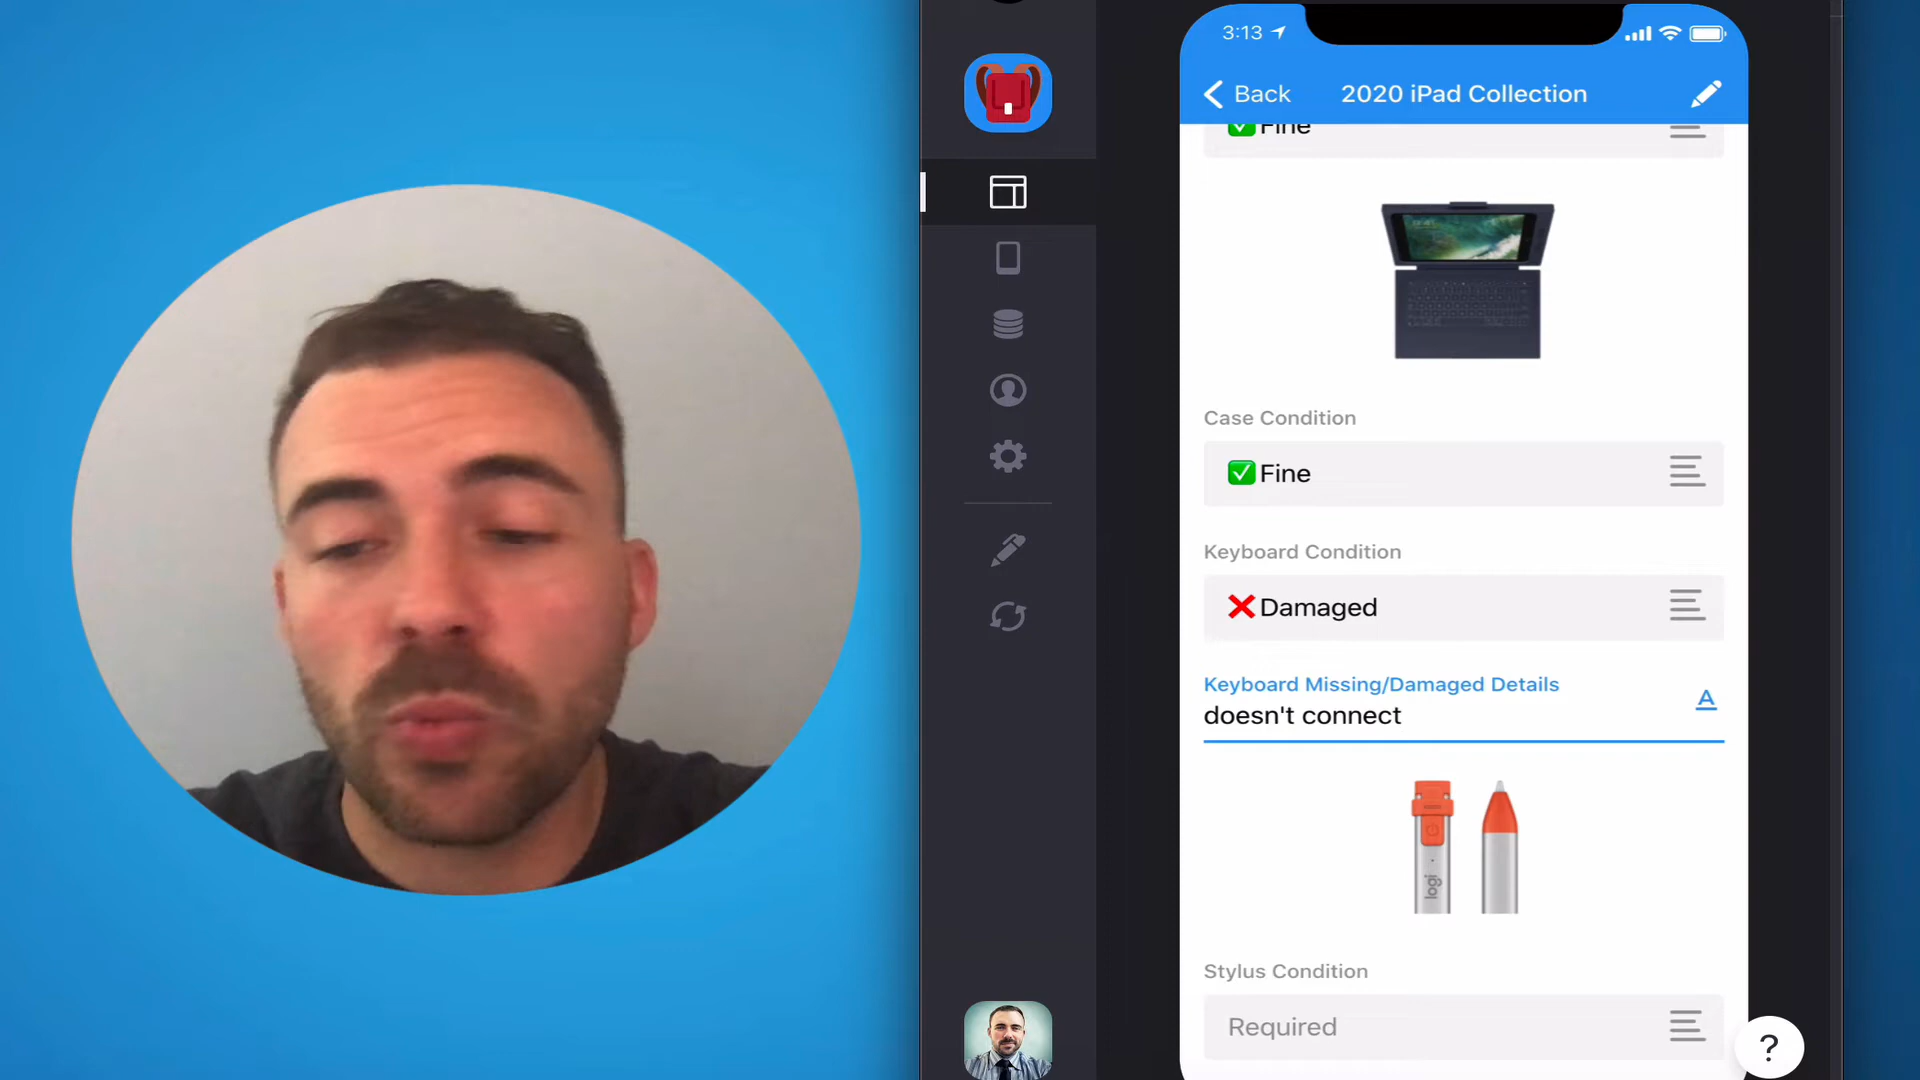 3:13
Back
2020 iPad Collection
Fine
Case Condition
Fine
Keyboard Condition
Damaged
Keyboard Missing/Damaged Details
A
doesn't connect
logi
Stylus Condition
Required
?